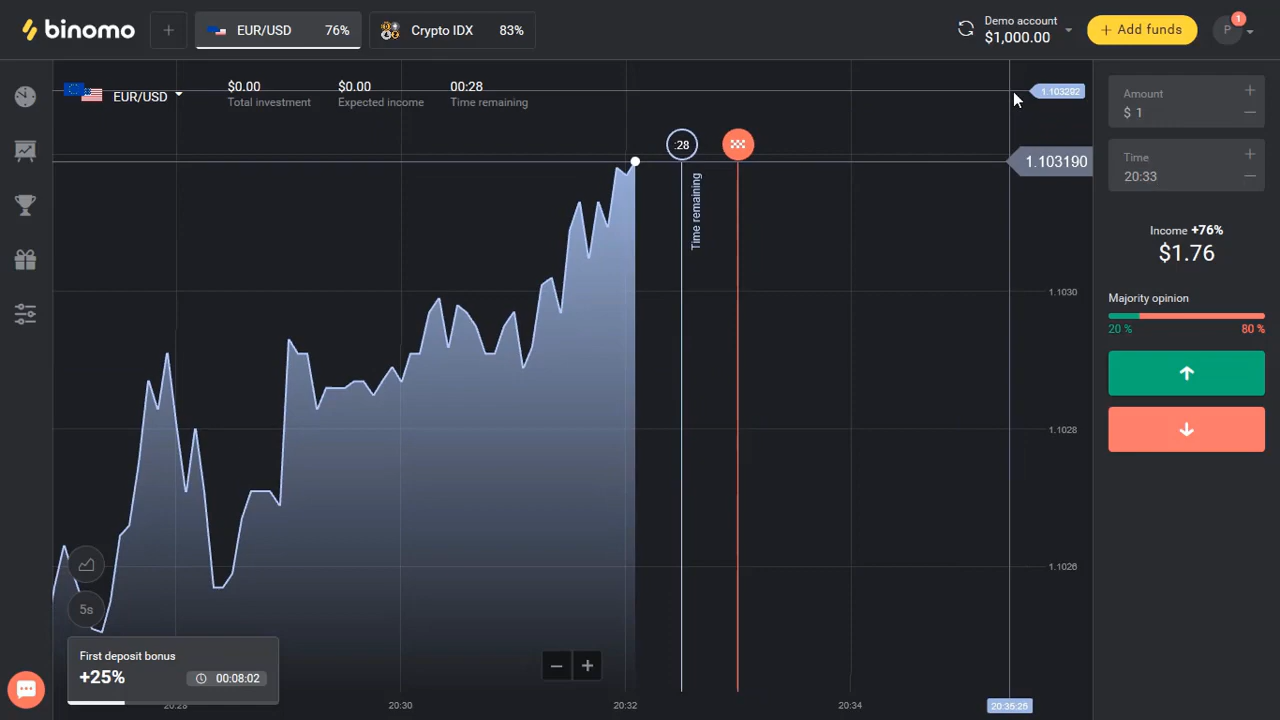 binomo
+
EUR/USD 76%
Crypto IDX 83%
Demo account
$1,000.00
+ Add funds
P
1
EUR/USD
$0.00
Total investment
$0.00
Expected income
00:28
Time remaining
1.103292
:28
Time remaining
1.103190
1.1030
1.1028
1.1026
Amount
$ 1
+
−
Time
20:33
+
−
Income +76%
$1.76
Majority opinion
20 %
80 %
5s
First deposit bonus
+25%
00:08:02
−
+
20:30
20:32
20:34
20:35:25